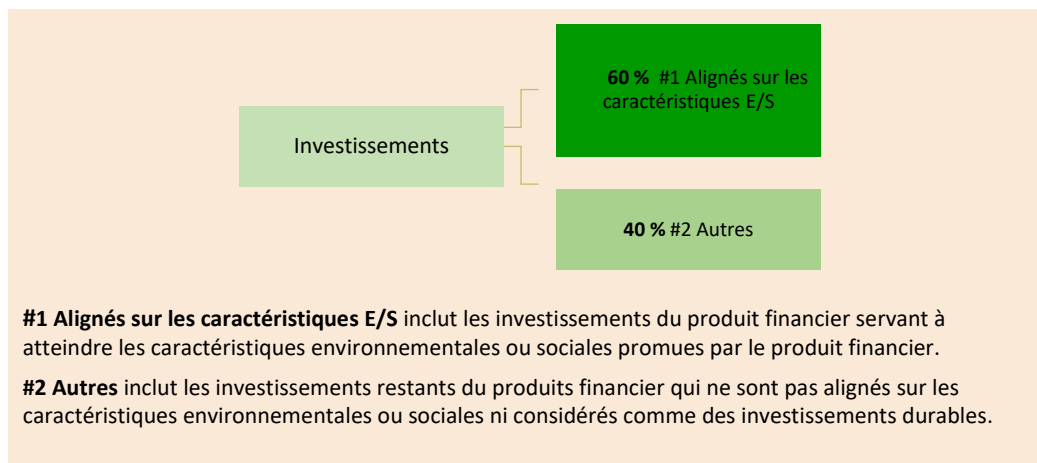 60 % #1 Alignés sur les
caractéristiques E/S
Investissements
40 % #2 Autres
#1 Alignés sur les caractéristiques E/S inclut les investissements du produit financier servant à
atteindre les caractéristiques environnementales ou sociales promues par le produit financier.
#2 Autres inclut les investissements restants du produits financier qui ne sont pas alignés sur les
caractéristiques environnementales ou sociales ni considérés comme des investissements durables.